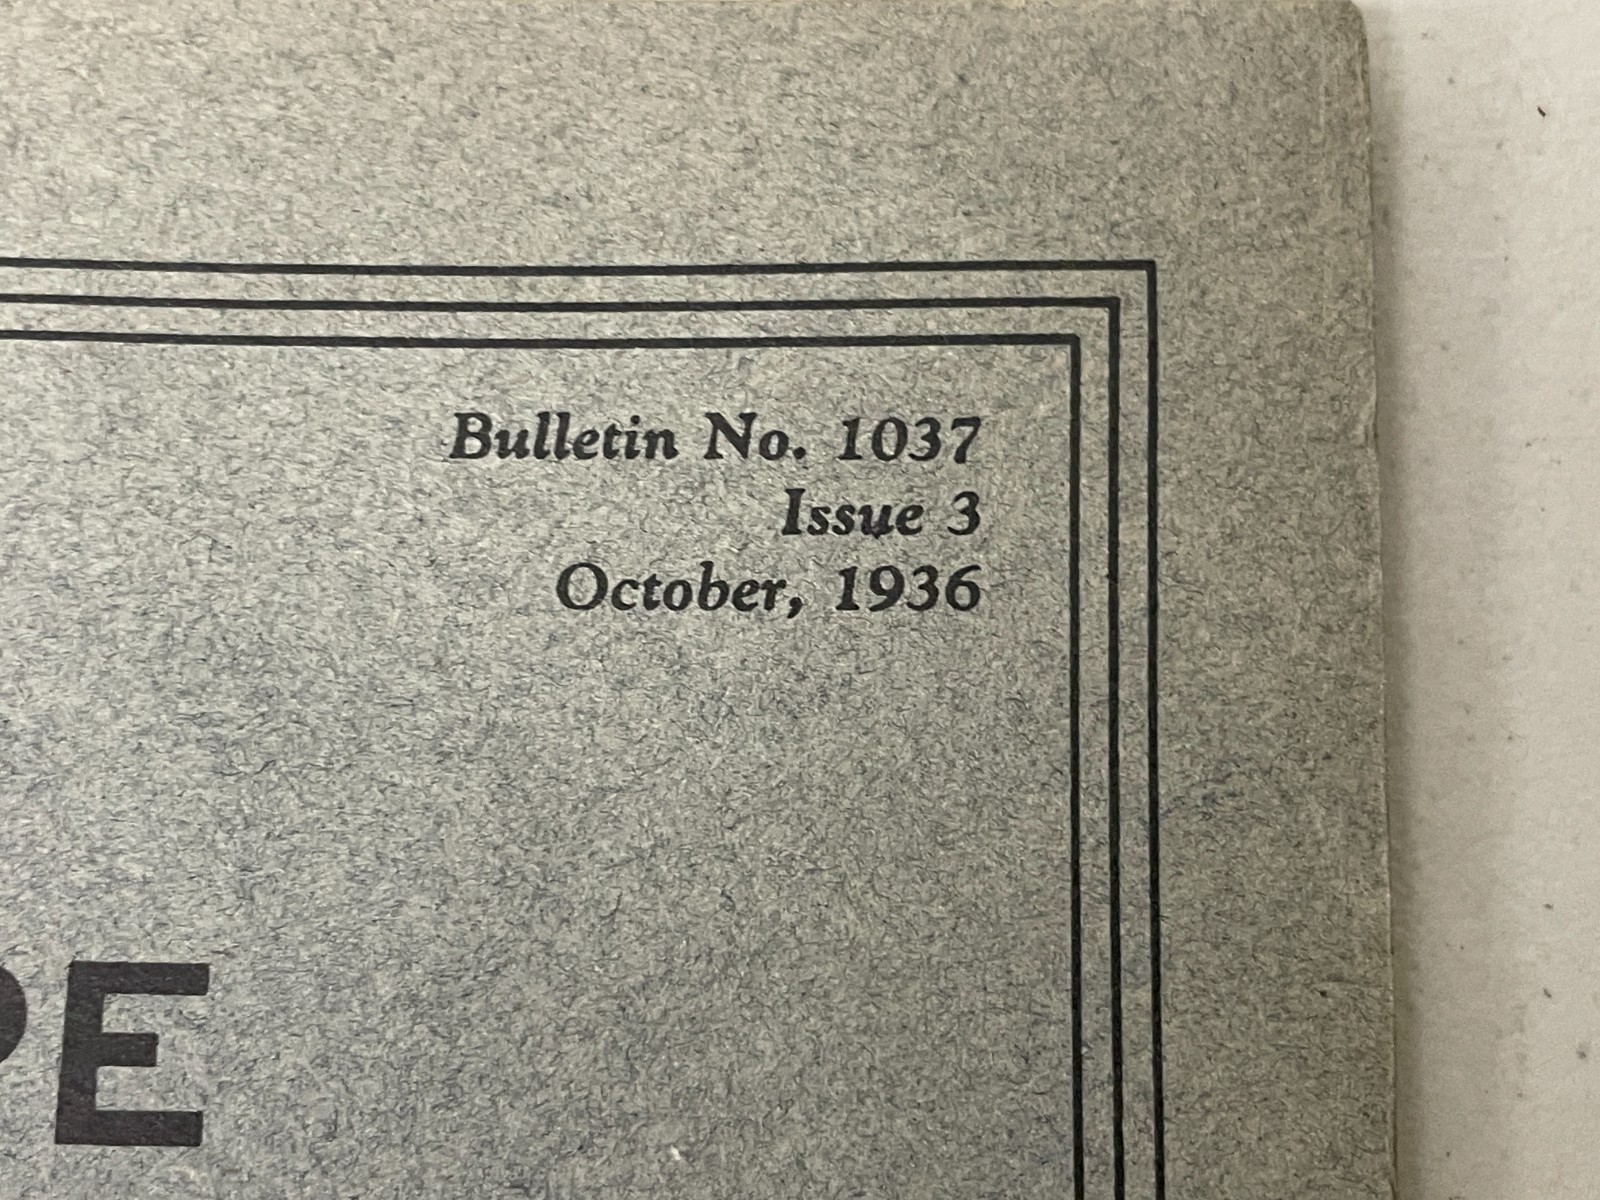 Bulletin No. 1037
Issue 3
October, 1936